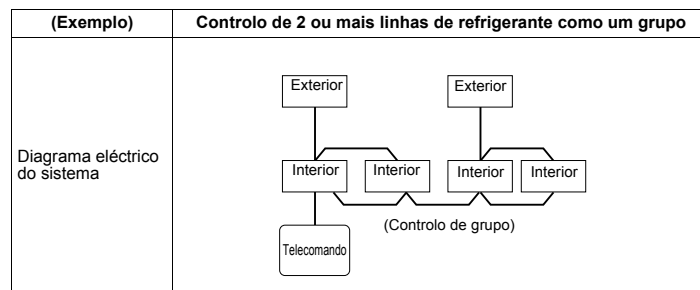 (Exemplo)
Controlo de 2 ou mais linhas de refrigerante como um grupo
Diagrama eléctrico
do sistema
Exterior
Exterior
Interior
Interior
Interior
Interior
(Controlo de grupo)
Telecomando